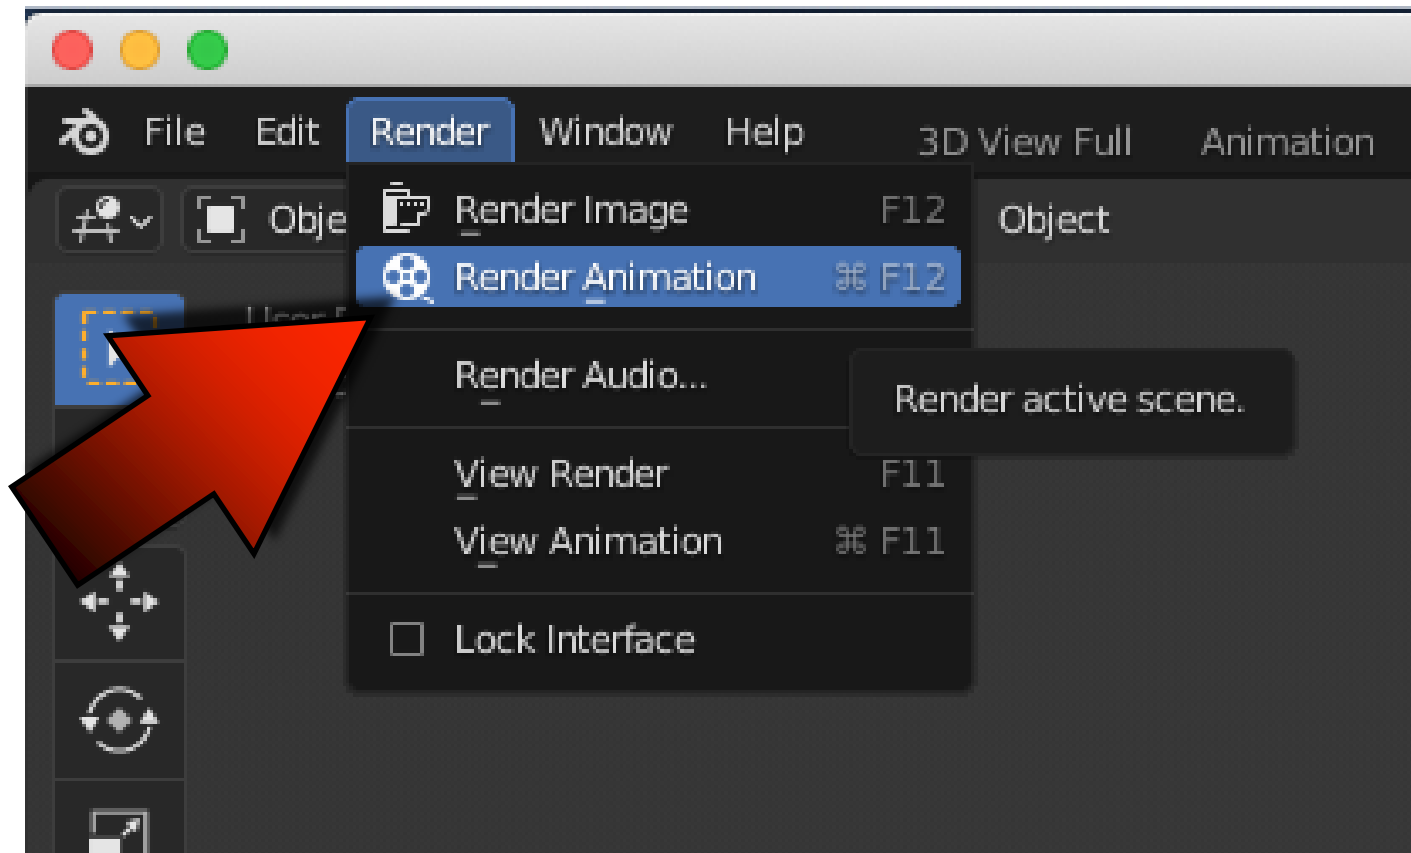 File Edit Render Window Help 3D View Full Animation
Obje Object
Render Image F12
Render Animation ⌘ F12
User
Render Audio...
Render active scene.
View Render F11
View Animation ⌘ F11
Lock Interface